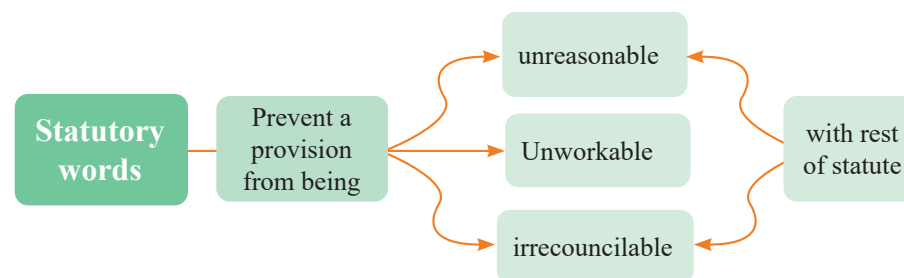 Statutory
words
Prevent a
provision
from being
unreasonable
Unworkable
irrecouncilable
with rest
of statute